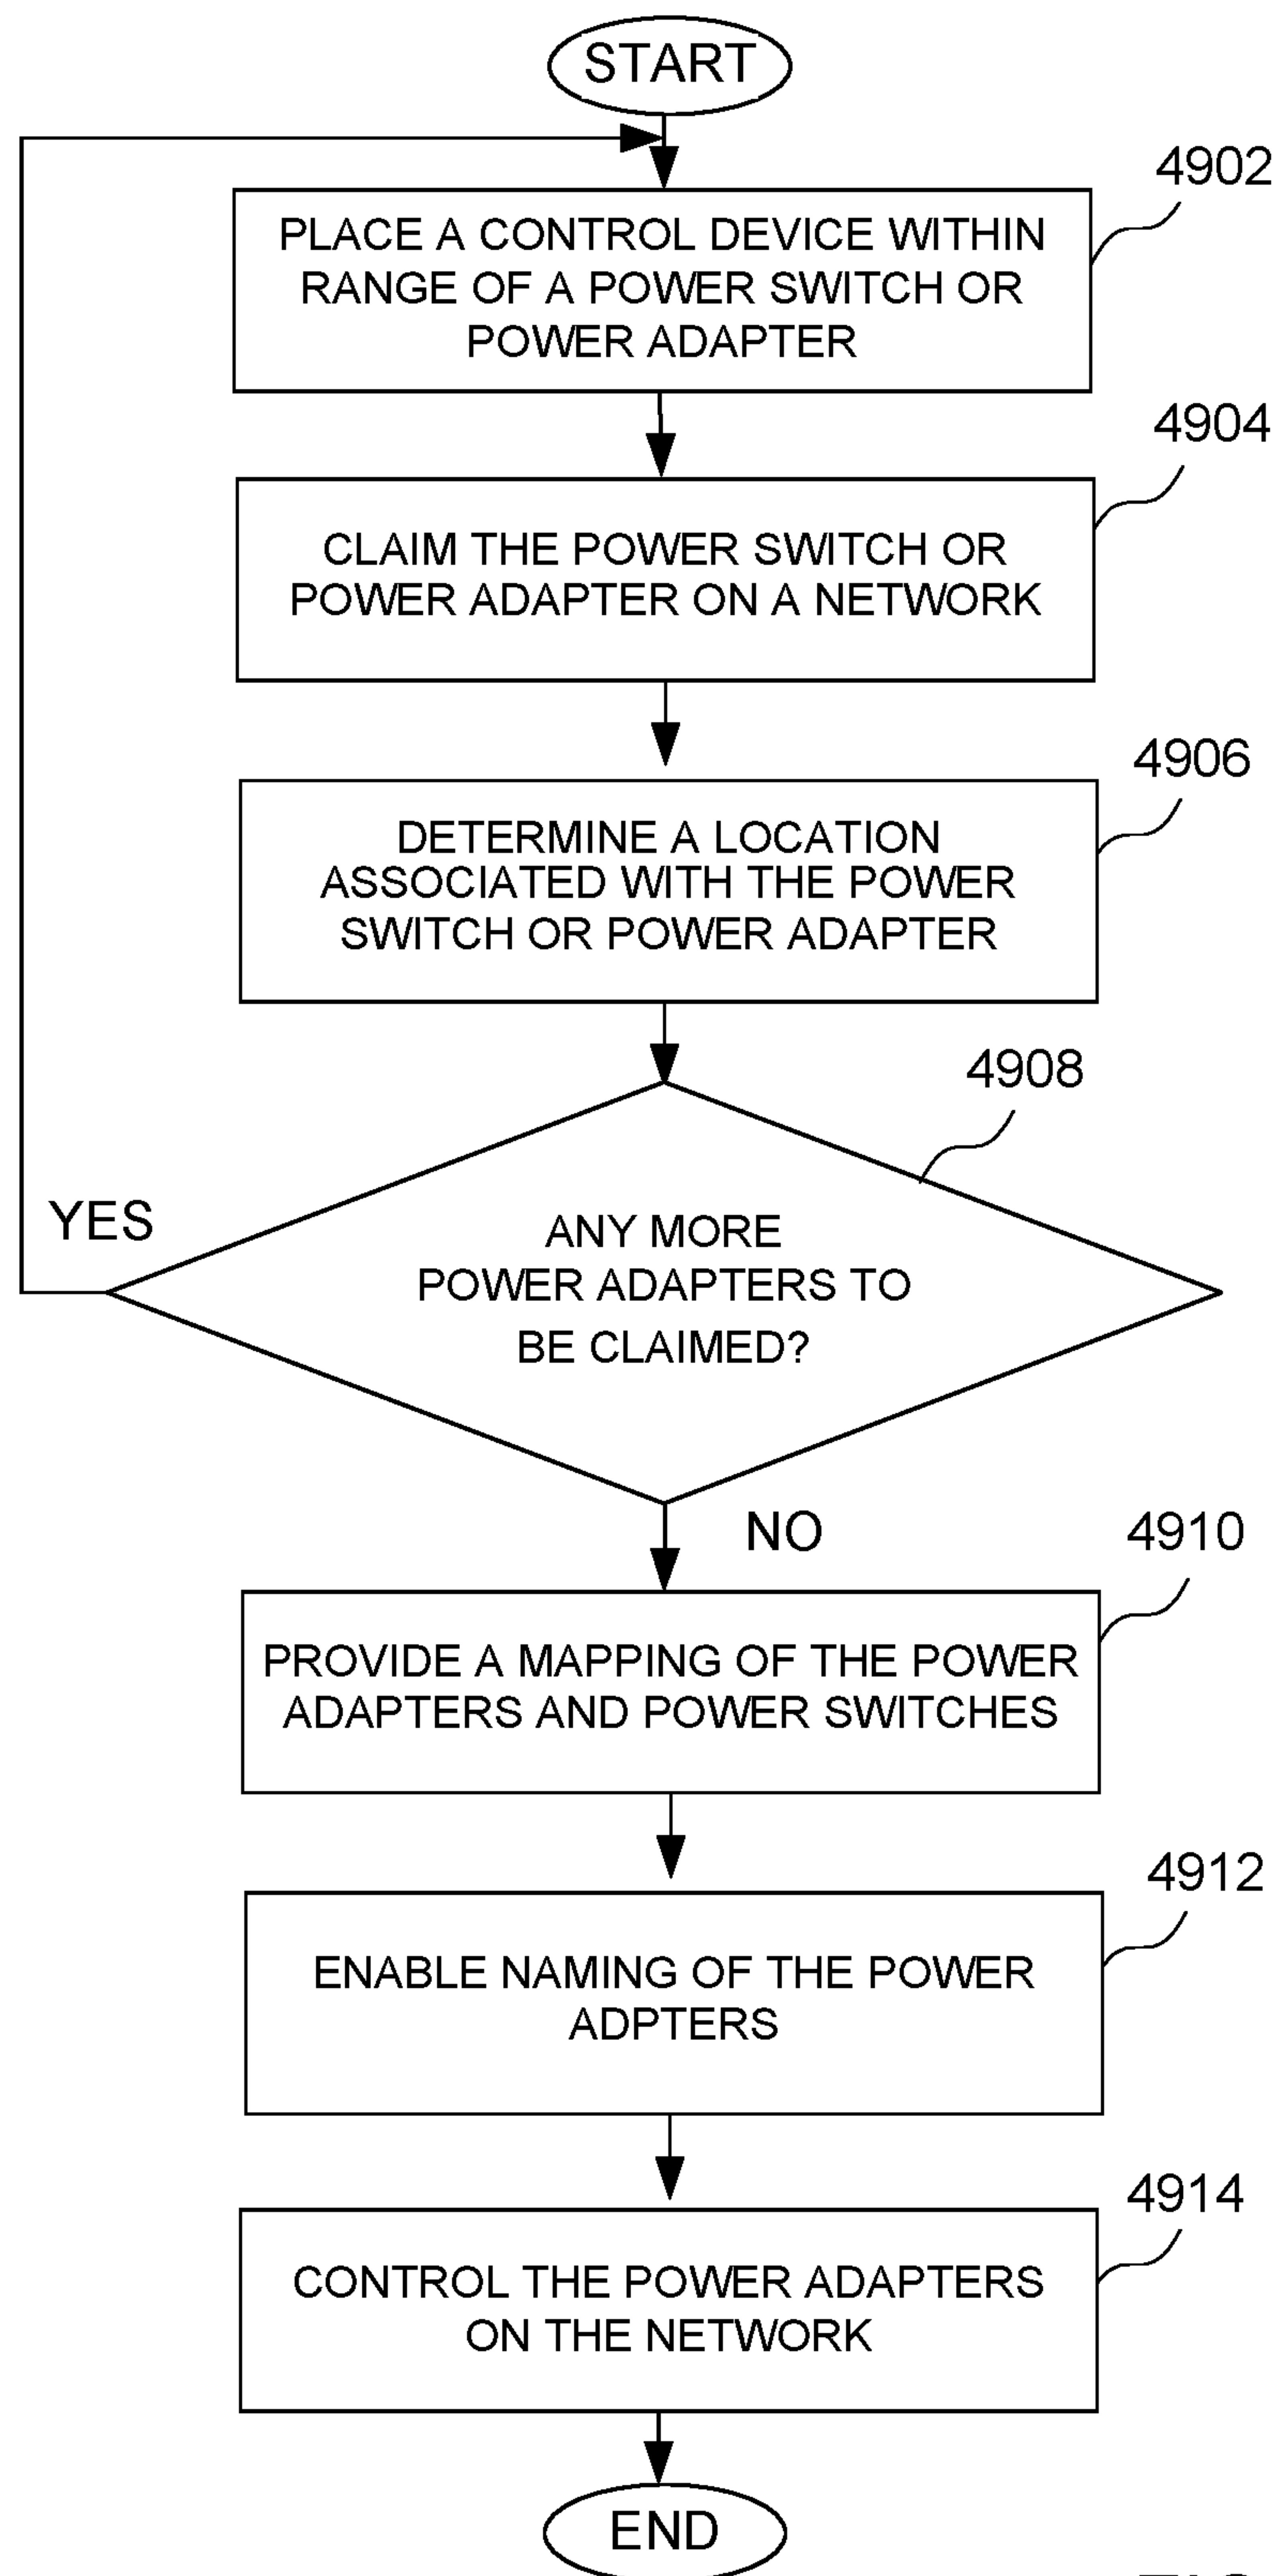 START
4902
PLACE A CONTROL DEVICE WITHIN
RANGE OF A POWER SWITCH OR
POWER ADAPTER
4904
CLAIM THE POWER SWITCH OR
POWER ADAPTER ON A NETWORK
4906
DETERMINE A LOCATION
ASSOCIATED WITH THE POWER
SWITCH OR POWER ADAPTER
4908
YES
ANY MORE
POWER ADAPTERS TO
BE CLAIMED?
NO
4910
PROVIDE A MAPPING OF THE POWER
ADAPTERS AND POWER SWITCHES
4912
ENABLE NAMING OF THE POWER
ADPTERS
4914
CONTROL THE POWER ADAPTERS
ON THE NETWORK
END